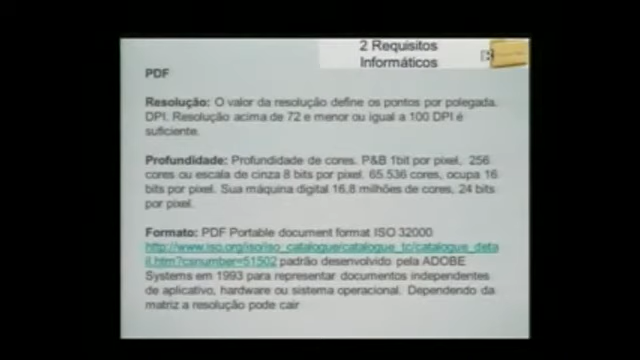 2 Requisitos
Informáticos
PDF
Resolução: O valor da resolução define os pontos por polegada.
DPI. Resolução acima de 72 e menor ou igual a 100 DPI é
suficiente.
Profundidade: Profundidade de cores. P&B 1bit por pixel, 256
cores ou escala de cinza 8 bits por pixel. 65.536 cores, ocupa 16
bits por pixel. Sua máquina digital 16,8 milhões de cores, 24 bits
por pixel.
Formato: PDF Portable document format ISO 32000
http://www.iso.org/iso/iso_catalogue/catalogue_tc/catalogue_deta
il.htm?csnumber=51502 padrão desenvolvido pela ADOBE
Systems em 1993 para representar documentos independentes
de aplicativo, hardware ou sistema operacional. Dependendo da
matriz a resolução pode cair